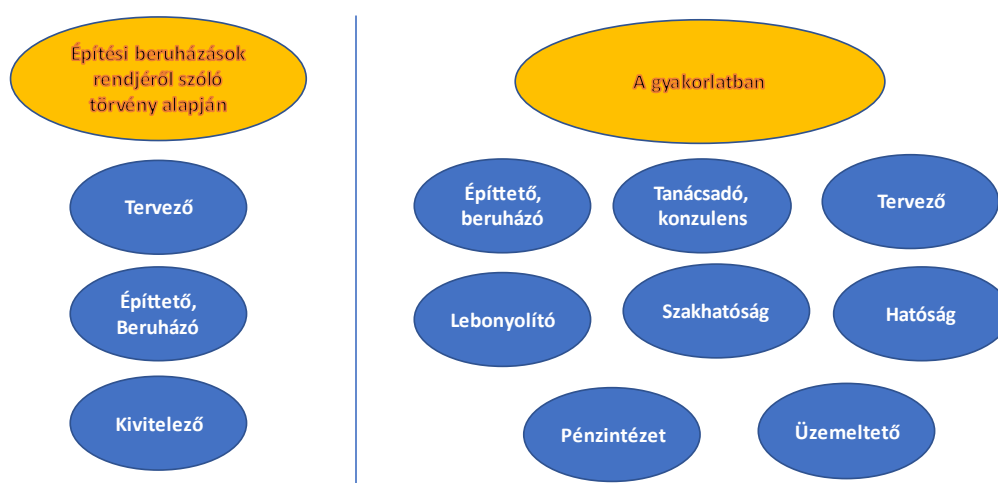 Építési beruházások
rendjéről szóló
törvény alapján
Tervező
Építtető,
Beruházó
Kivitelező
A gyakorlatban
Építtető,
beruházó
Tanácsadó,
konzulens
Tervező
Lebonyolító
Szakhatóság
Hatóság
Pénzintézet
Üzemeltető